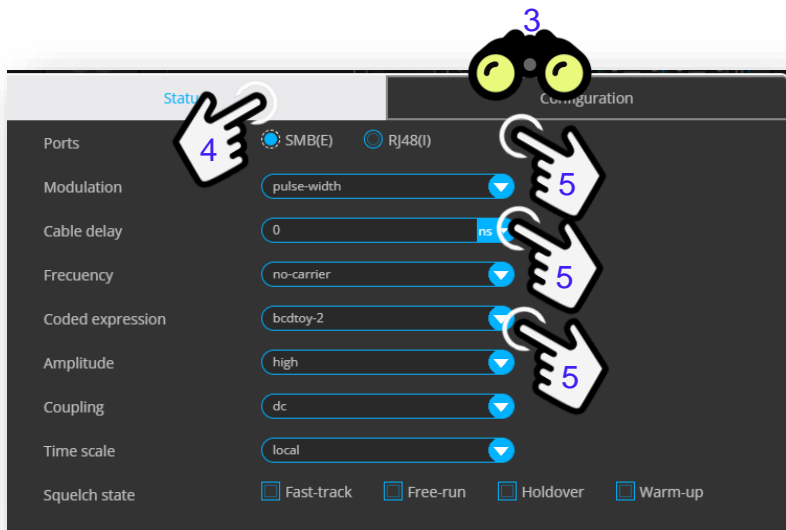 3
Status Configuration
4
Ports SMB(E) RJ48(I)
5
Modulation pulse-width
Cable delay 0 ns
5
Frecuency no-carrier
Coded expression bcdtoy-2
Amplitude high
5
Coupling dc
Time scale local
Squelch state Fast-track Free-run Holdover Warm-up